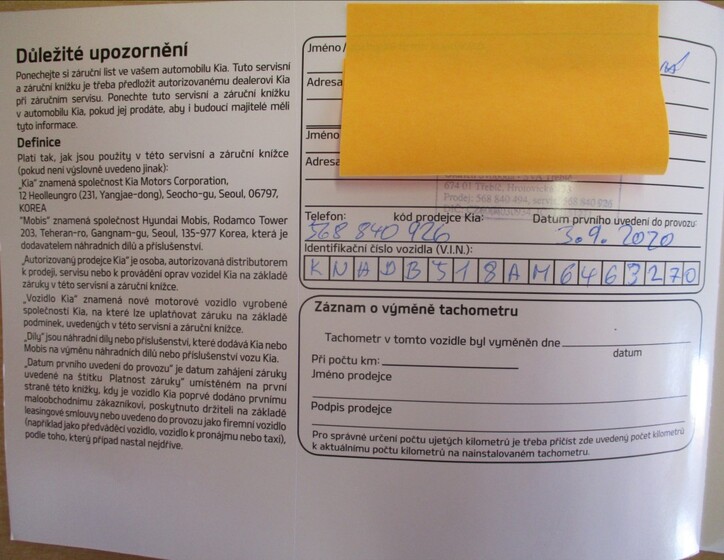 Důležité upozornění
Ponechejte si záruční list ve vašem automobilu Kia. Tuto servisní
a záruční knížku je třeba předložit autorizovanému dealerovi Kia
při záručním servisu. Ponechte tuto servisní a záruční knížku
v automobilu Kia, pokud jej prodáte, aby i budoucí majitelé měli
tyto informace.
Definice
Platí tak, jak jsou použity v této servisní a záruční knížce
(pokud není výslovně uvedeno jinak):
„Kia" znamená společnost Kia Motors Corporation,
12 Heolleungro (231, Yangjae-dong), Seocho-gu, Seoul, 06797,
KOREA
"Mobis" znamená společnost Hyundai Mobis, Rodamco Tower
203, Teheran-ro, Gangnam-gu, Seoul, 135-977 Korea, která je
dodavatelem náhradních dílů a příslušenství.
„Autorizovaný prodejce Kia" je osoba, autorizovaná distributorem
k prodeji, servisu nebo k provádění oprav vozidel Kia na základě
záruky v této servisní a záruční knížce.
„Vozidlo Kia" znamená nové motorové vozidlo vyrobené
společností Kia, na které lze uplatňovat záruku na základě
podmínek, uvedených v této servisní a záruční knížce.
„Díly" jsou náhradní díly nebo příslušenství, které dodává Kia nebo
Mobis na výměnu náhradních dílů nebo příslušenství vozu Kia.
„Datum prvního uvedení do provozu" je datum zahájení záruky
uvedené na štítku Platnost záruky" umístěném na první
straně této knížky, kdy je vozidlo Kia poprvé dodáno prvnímu
maloobchodnímu zákazníkovi, poskytnuto držiteli na základě
leasingové smlouvy nebo uvedeno do provozu jako firemní vozidlo
(například jako předváděcí vozidlo, vozidlo k pronájmu nebo taxi),
podle toho, který případ nastal nejdříve.
Jméno/
Adresa
Jméno
Adresa
674 01 Třebíč,
Prodej: 568 840 494, servis: 568 840 926
Telefon: kód prodejce Kia: Datum prvního uvedení do provozu:
568 840 926 3.9. 2020
Identifikační číslo vozidla (V.I.N.):
KNADB518AM6463270
Záznam o výměně tachometru
Tachometr v tomto vozidle byl vyměněn dne
datum
Při počtu km:
Jméno prodejce
Podpis prodejce
Pro správné určení počtu ujetých kilometrů je třeba přičíst zde uvedený počet kilometrů
k aktuálnímu počtu kilometrů na nainstalovaném tachometru.